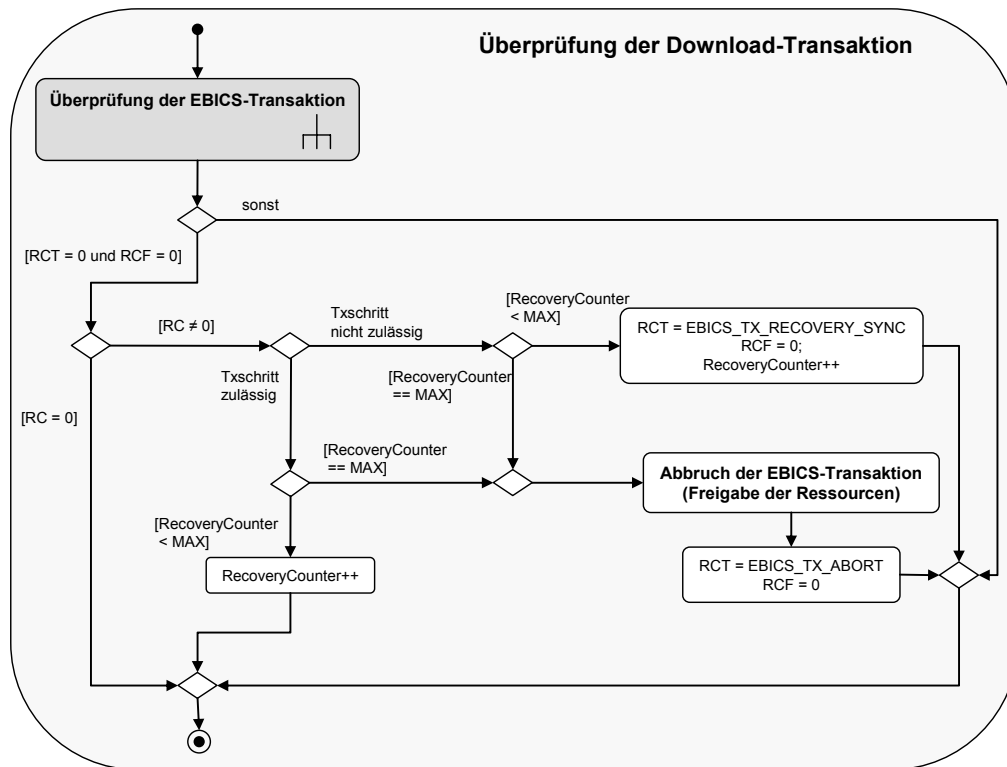 Überprüfung der Download-Transaktion
Überprüfung der EBICS-Transaktion
sonst
[RCT = 0 und RCF = 0]
[RC ≠ 0]
Txschritt
nicht zulässig
[RecoveryCounter
< MAX]
RCT = EBICS_TX_RECOVERY_SYNC
RCF = 0;
RecoveryCounter++
Txschritt
zulässig
[RecoveryCounter
== MAX]
[RC = 0]
[RecoveryCounter
== MAX]
Abbruch der EBICS-Transaktion
(Freigabe der Ressourcen)
[RecoveryCounter
< MAX]
RecoveryCounter++
RCT = EBICS_TX_ABORT
RCF = 0